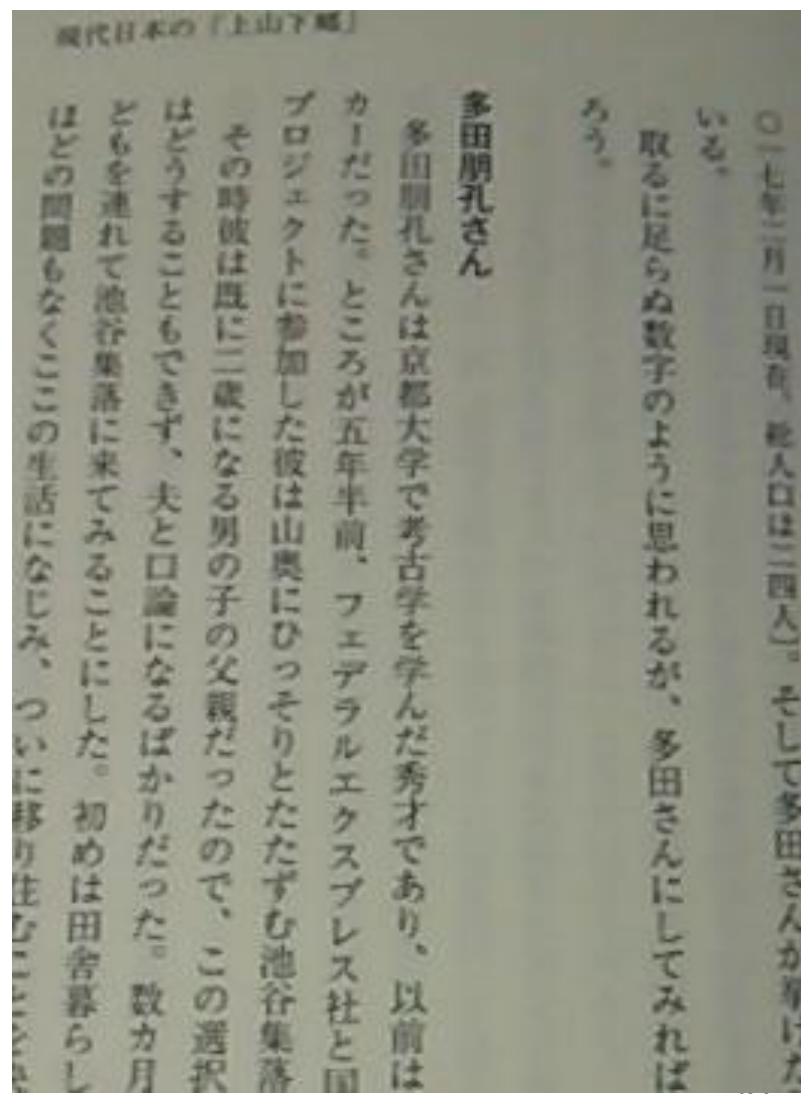 現代日本の「上山下郷」
〇一七年二月一日現在、総人口は二四人)。そして多田さんが挙げた
いる。
取るに足らぬ数字のように思われるが、多田さんにしてみれば
ろう。
多田朋孔さん
多田朋孔さんは京都大学で考古学を学んだ秀才であり、以前は
カーだった。ところが五年半前、フェデラルエクスプレス社と国
プロジェクトに参加した彼は山奥にひっそりとたたずむ池谷集落
その時彼は既に二歳になる男の子の父親だったので、この選択
はどうすることもできず、夫と口論になるばかりだった。数カ月
どもを連れて池谷集落に来てみることにした。初めは田舎暮らし
ほどの問題もなくここの生活になじみ、ついに移り住むことを